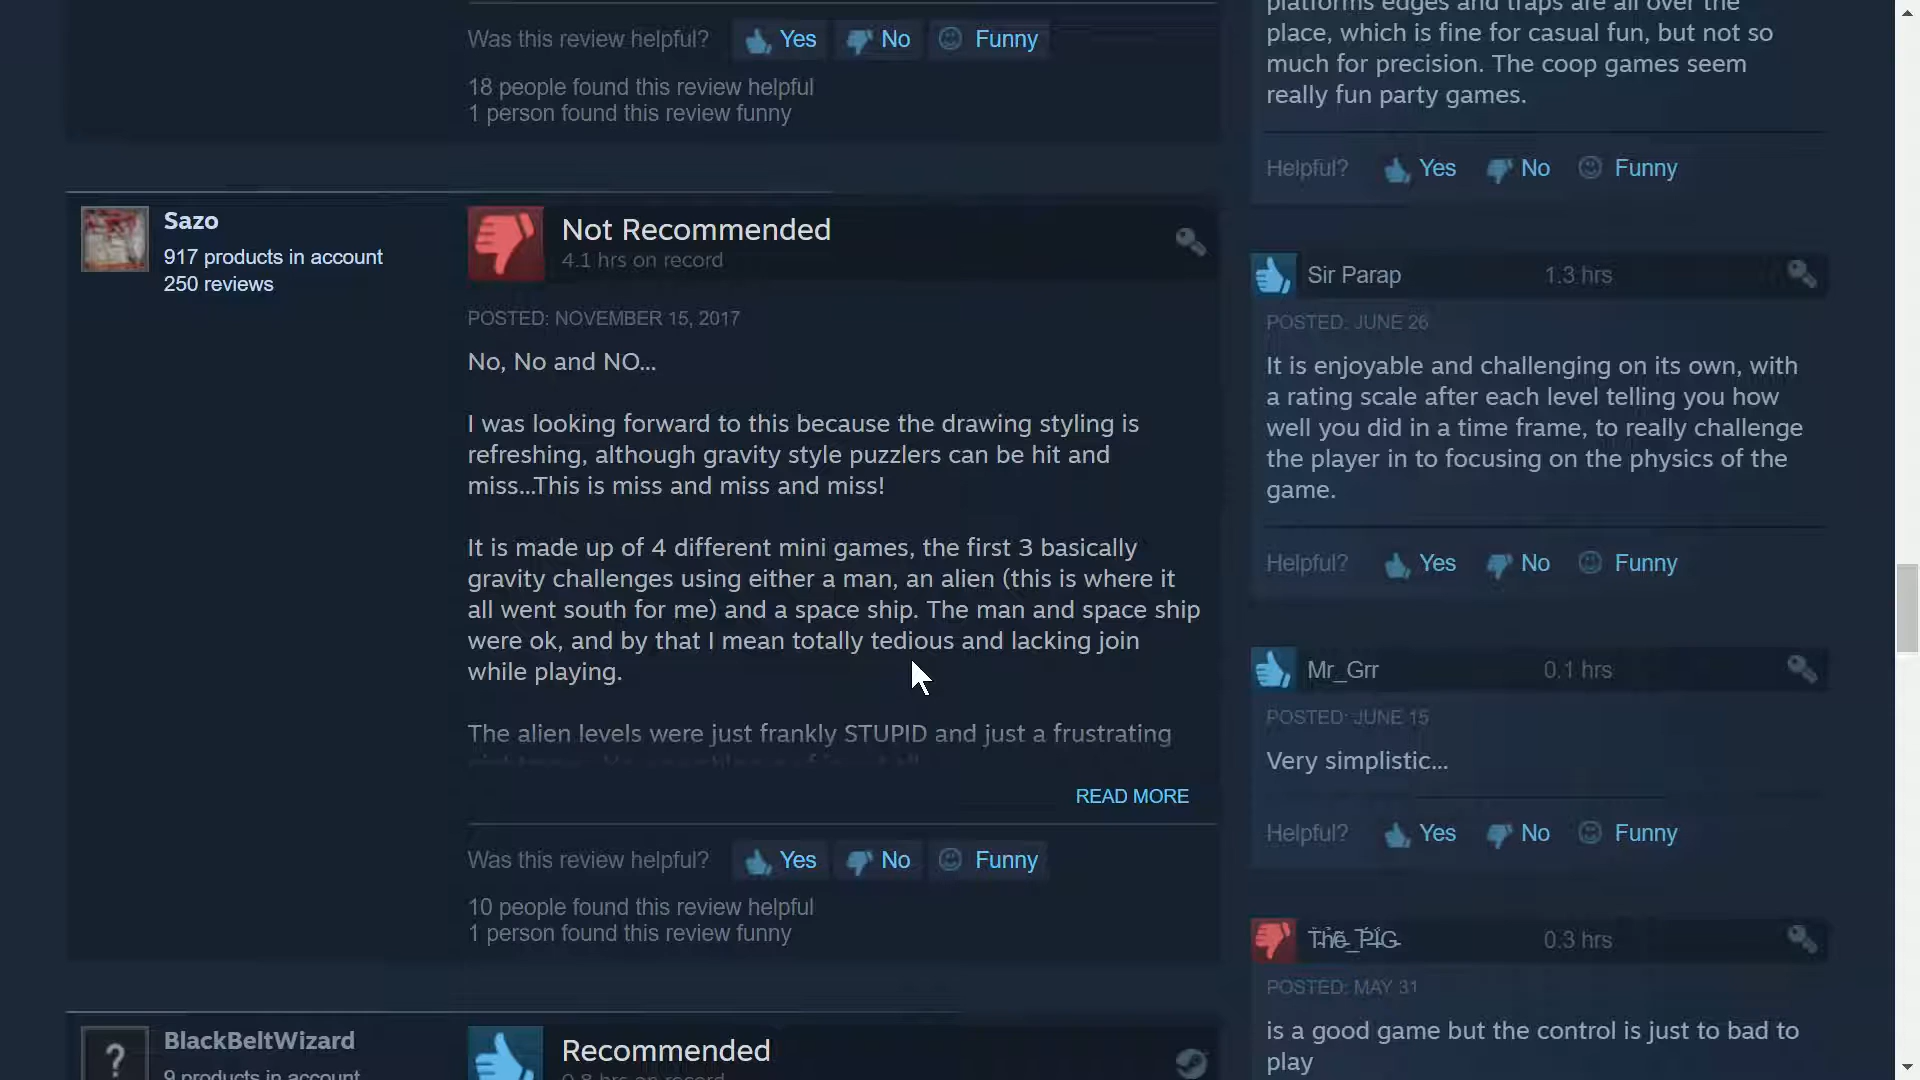 Was this review helpful? Yes No Funny
18 people found this review helpful
1 person found this review funny
Sazo
917 products in account
250 reviews
Not Recommended
4.1 hrs on record
POSTED: NOVEMBER 15, 2017
No, No and NO...
I was looking forward to this because the drawing styling is
refreshing, although gravity style puzzlers can be hit and
miss...This is miss and miss and miss!
It is made up of 4 different mini games, the first 3 basically
gravity challenges using either a man, an alien (this is where it
all went south for me) and a space ship. The man and space ship
were ok, and by that I mean totally tedious and lacking join
while playing.
The alien levels were just frankly STUPID and just a frustrating
READ MORE
Was this review helpful? Yes No Funny
10 people found this review helpful
1 person found this review funny
BlackBeltWizard
9 products in account
Recommended
0.8 hrs on record
platforms edges and traps are all over the
place, which is fine for casual fun, but not so
much for precision. The coop games seem
really fun party games.
Helpful? Yes No Funny
Sir Parap 1.3 hrs
POSTED: JUNE 26
It is enjoyable and challenging on its own, with
a rating scale after each level telling you how
well you did in a time frame, to really challenge
the player in to focusing on the physics of the
game.
Helpful? Yes No Funny
Mr_Grr 0.1 hrs
POSTED: JUNE 15
Very simplistic...
Helpful? Yes No Funny
The_PIG 0.3 hrs
POSTED: MAY 31
is a good game but the control is just to bad to
play